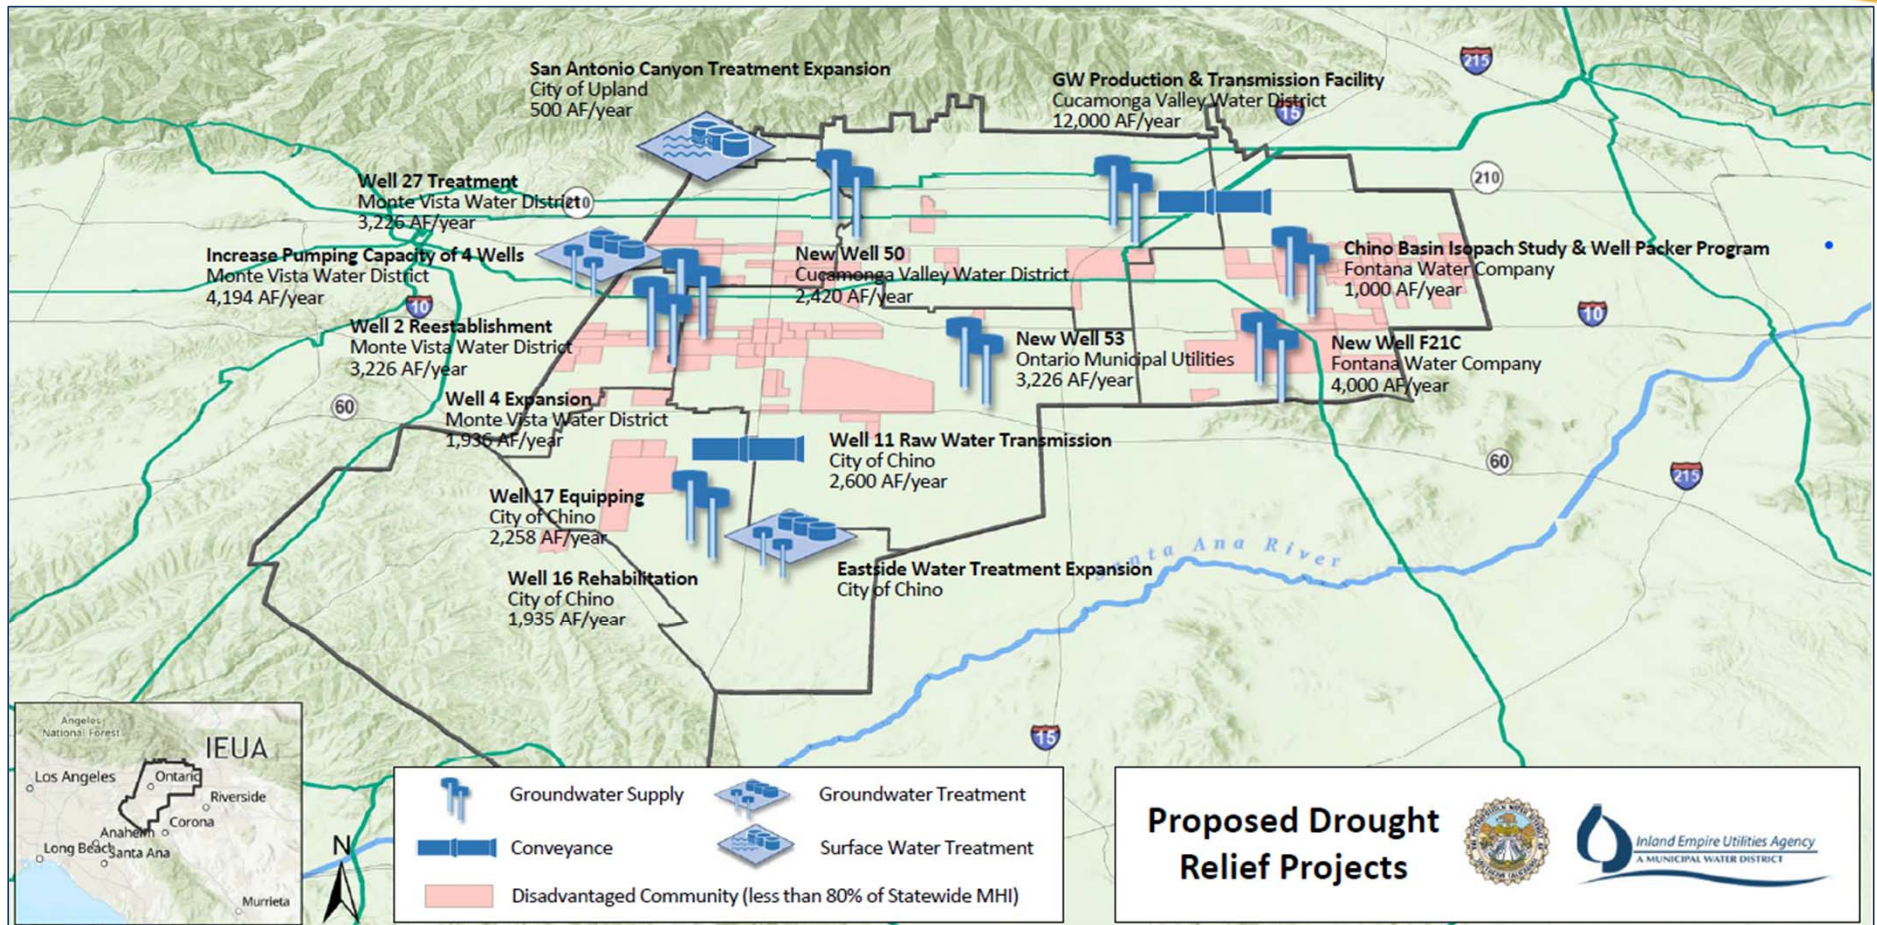 San Antonio Canyon Treatment Expansion
City of Upland
500 AF/year
GW Production & Transmission Facility
Cucamonga Valley Water District
12,000 AF/year
215
15
210
210
Well 27 Treatment
Monte Vista Water District
3,226 AF/year
Increase Pumping Capacity of 4 Wells
Monte Vista Water District
4,194 AF/year
10
New Well 50
Cucamonga Valley Water District
2,420 AF/year
Chino Basin Isopach Study & Well Packer Program
Fontana Water Company
1,000 AF/year
10
Well 2 Reestablishment
Monte Vista Water District
3,226 AF/year
New Well 53
Ontario Municipal Utilities
3,226 AF/year
New Well F21C
Fontana Water Company
4,000 AF/year
60
Well 4 Expansion
Monte Vista Water District
1,936 AF/year
Well 11 Raw Water Transmission
City of Chino
2,600 AF/year
60
215
Well 17 Equipping
City of Chino
2,258 AF/year
Santa Ana River
Well 16 Rehabilitation
City of Chino
1,935 AF/year
Eastside Water Treatment Expansion
City of Chino
15
Angeles
National Forest
IEUA
Los Angeles
Ontario
Riverside
Anaheim
Corona
Long Beach
Santa Ana
Murrieta
N
Groundwater Supply
Groundwater Treatment
Conveyance
Surface Water Treatment
Disadvantaged Community (less than 80% of Statewide MHI)
Proposed Drought
Relief Projects
Inland Empire Utilities Agency
A MUNICIPAL WATER DISTRICT